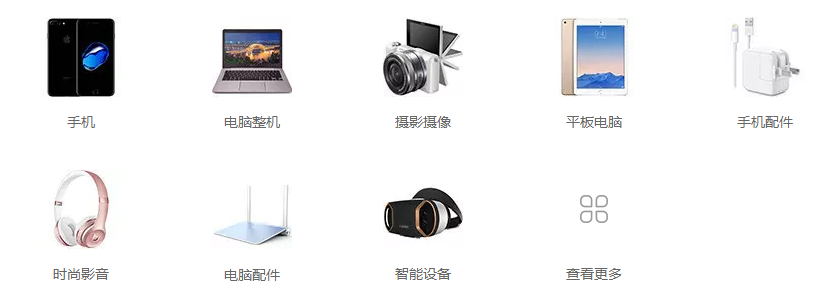 手机
电脑整机
摄影摄像
平板电脑
手机配件
时尚影音
电脑配件
智能设备
查看更多